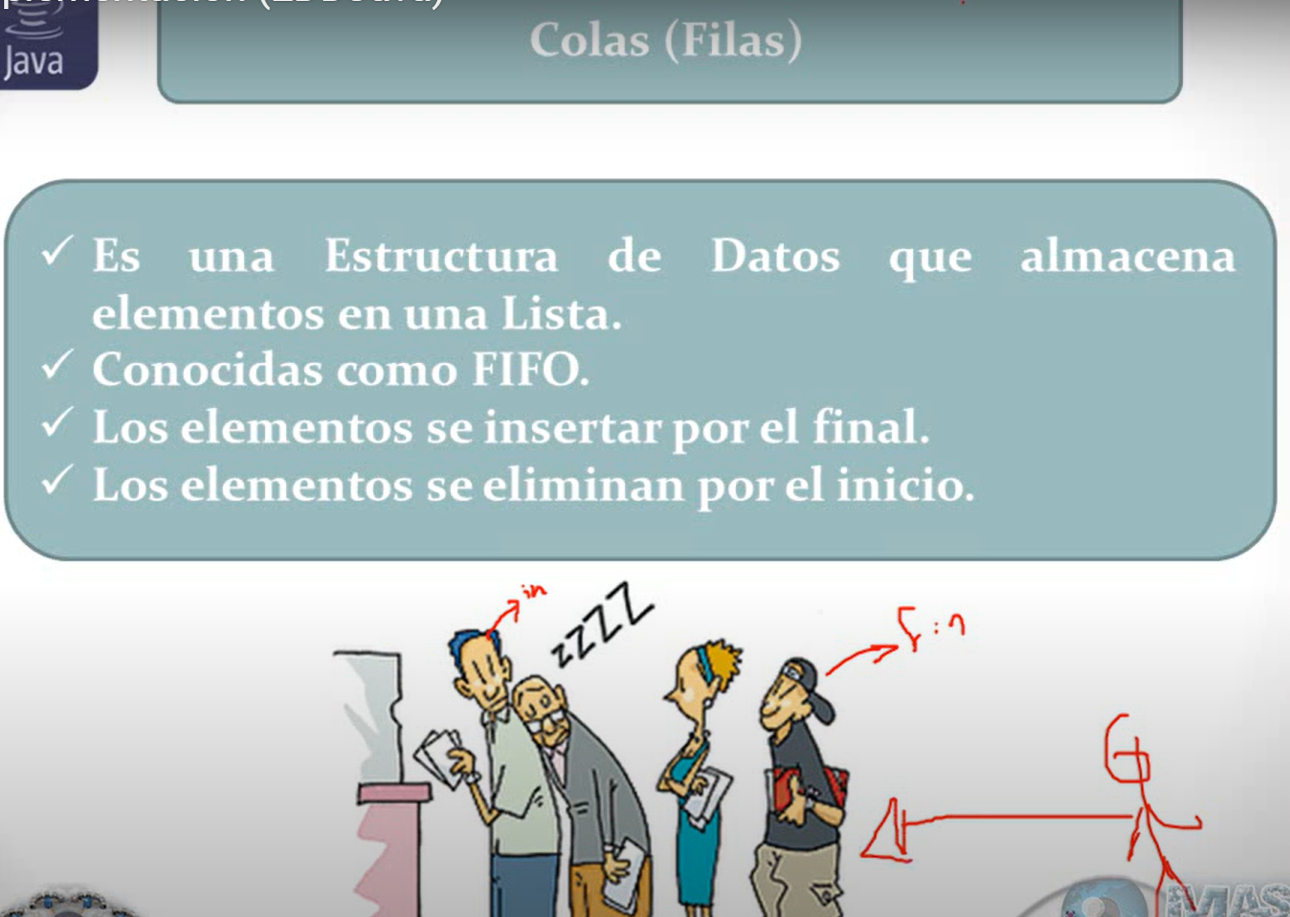 Java
Colas (Filas)
✓ Es una Estructura de Datos que almacena
elementos en una Lista.
✓ Conocidas como FIFO.
✓ Los elementos se insertar por el final.
✓ Los elementos se eliminan por el inicio.
in
zZZZ
Fin
MAS